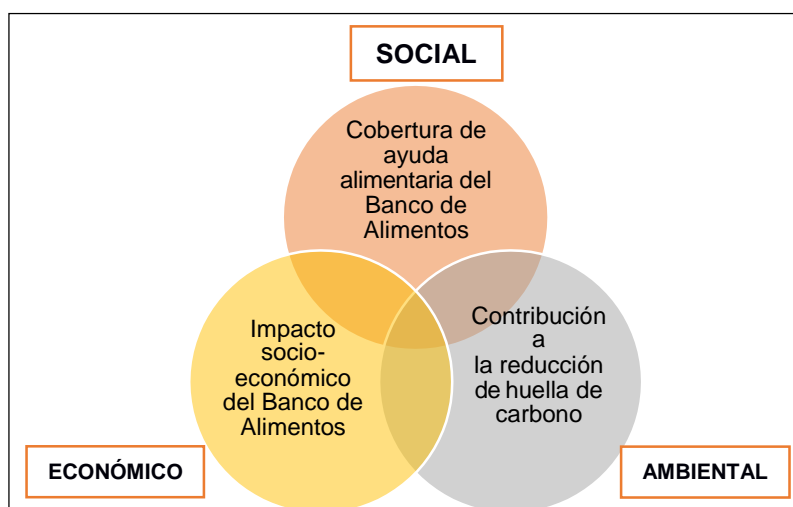 SOCIAL
Cobertura de
ayuda
alimentaria del
Banco de
Alimentos
Impacto
socio-
económico
del Banco de
Alimentos
Contribución
a
la reducción
de huella de
carbono
ECONÓMICO
AMBIENTAL